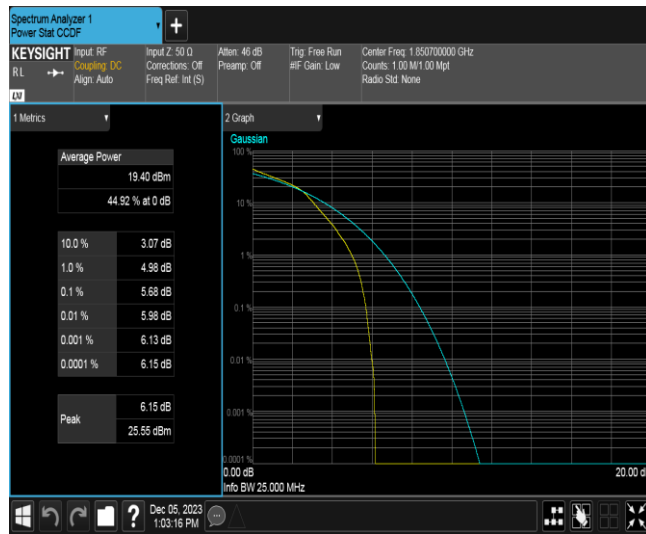 Spectrum Analyzer 1
Power Stat CCDF
+
KEYSIGHT
RL
LXI
Input: RF
Coupling: DC
Align: Auto
Input Z: 50 Ω
Corrections: Off
Freq Ref: Int (S)
Atten: 46 dB
Preamp: Off
Trig: Free Run
#IF Gain: Low
Center Freq: 1.850700000 GHz
Counts: 1.00 M/1.00 Mpt
Radio Std: None
1 Metrics
Average Power
19.40 dBm
44.92 % at 0 dB
10.0 % 3.07 dB
1.0 % 4.98 dB
0.1 % 5.68 dB
0.01 % 5.98 dB
0.001 % 6.13 dB
0.0001 % 6.15 dB
Peak
6.15 dB
25.55 dBm
2 Graph
Gaussian
100 %
10 %
1 %
0.1 %
0.01 %
0.001 %
0.0001 %
0.00 dB 20.00 d
Info BW 25.000 MHz
?
Dec 05, 2023
1:03:16 PM